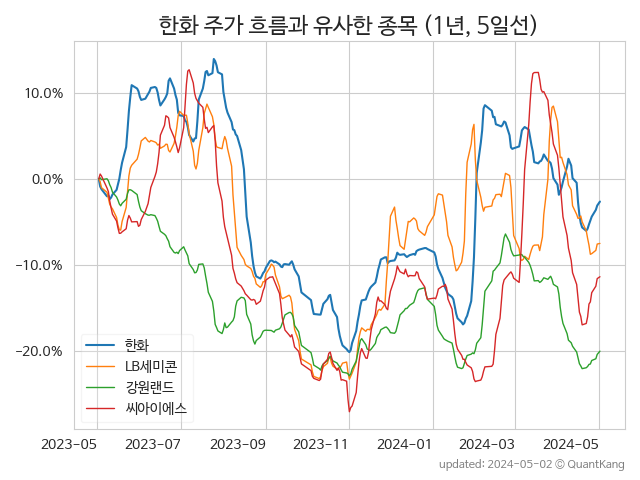 한화 주가 흐름과 유사한 종목 (1년, 5일선)
10.0%
0.0%
−10.0%
−20.0%
한화
LB세미콘
강원랜드
씨아이에스
2023-05 2023-07 2023-09 2023-11 2024-01 2024-03 2024-05
updated: 2024-05-02 © QuantKang